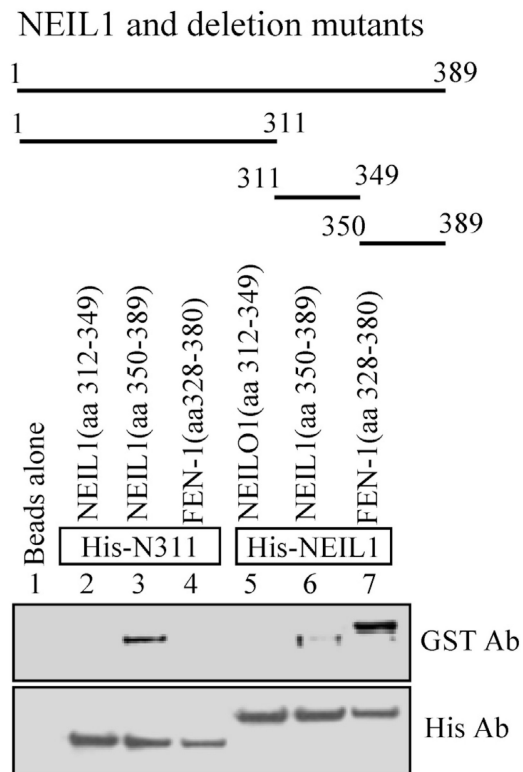 NEIL1 and deletion mutants
1 389
1 311
311 349
350 389
Beads alone
NEIL1(aa 312-349)
NEIL1(aa 350-389)
FEN-1(aa328-380)
NEILO1(aa 312-349)
NEIL1(aa 350-389)
FEN-1(aa 328-380)
His-N311 His-NEIL1
1 2 3 4 5 6 7
GST Ab
His Ab